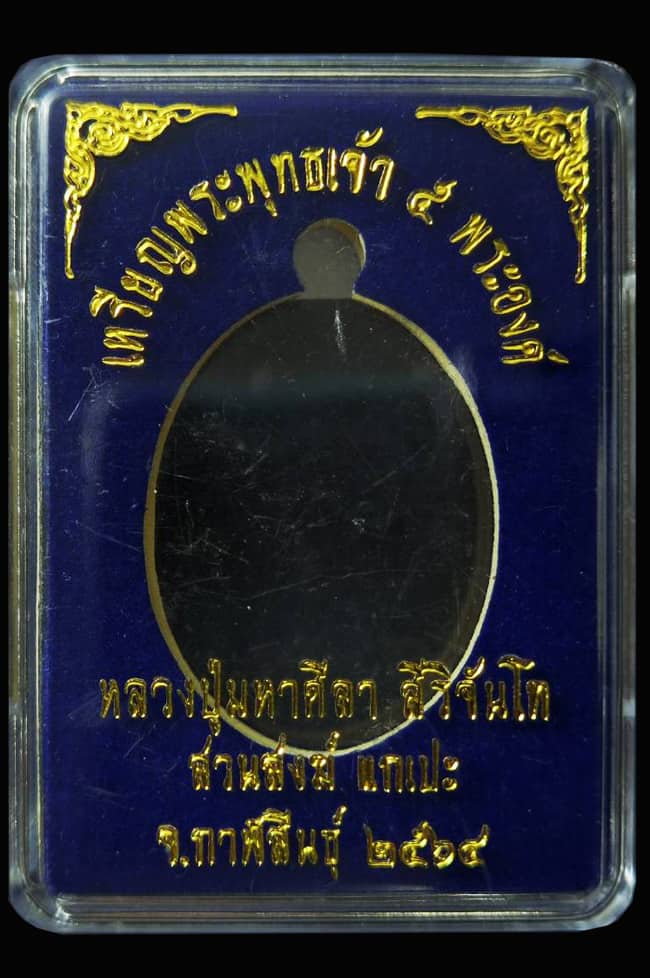 เหรียญพระพุทธเจ้า ๕ พระองค์
หลวงปู่มหาศีลา สิริจันโท
สวนสงฆ์ แกเปะ
จ.กาฬสินธุ์ ๒๕๖๔